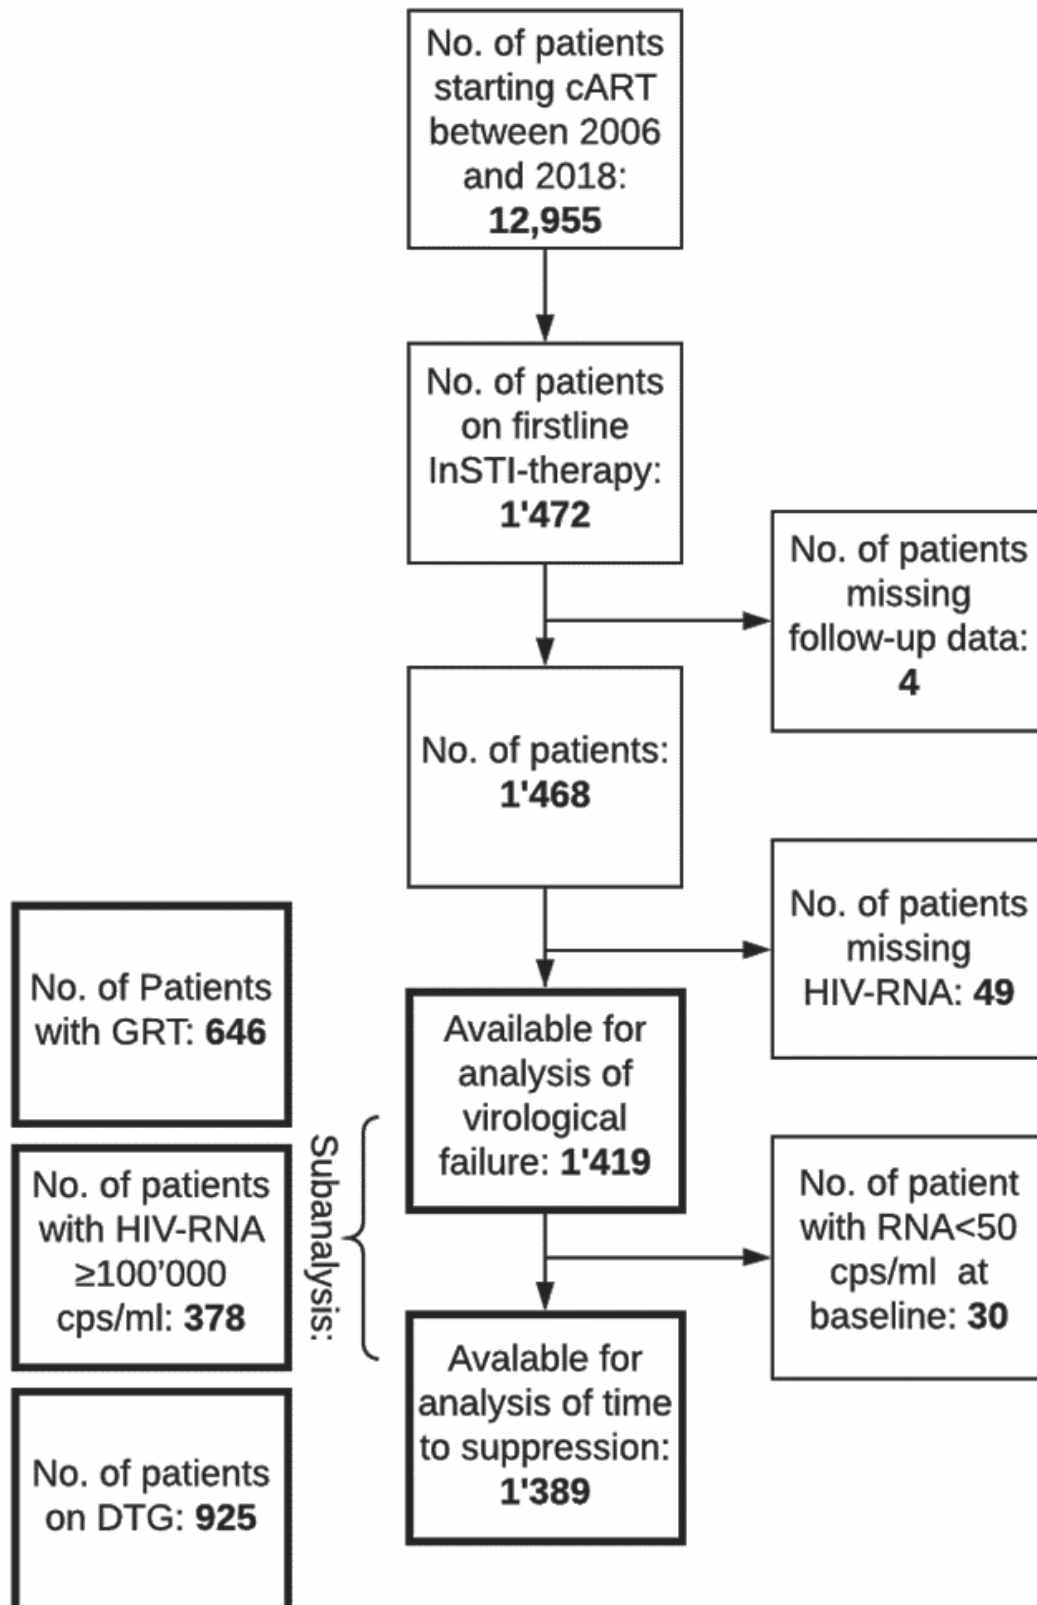 No. of patients
starting cART
between 2006
and 2018:
12,955
No. of patients
on firstline
InSTI-therapy:
1'472
No. of patients
missing
follow-up data:
4
No. of patients:
1'468
No. of patients
missing
HIV-RNA: 49
Available for
analysis of
virological
failure: 1'419
No. of patient
with RNA<50
cps/ml at
baseline: 30
Avalable for
analysis of time
to suppression:
1'389
Subanalysis:
No. of Patients
with GRT: 646
No. of patients
with HIV-RNA
≥100’000
cps/ml: 378
No. of patients
on DTG: 925